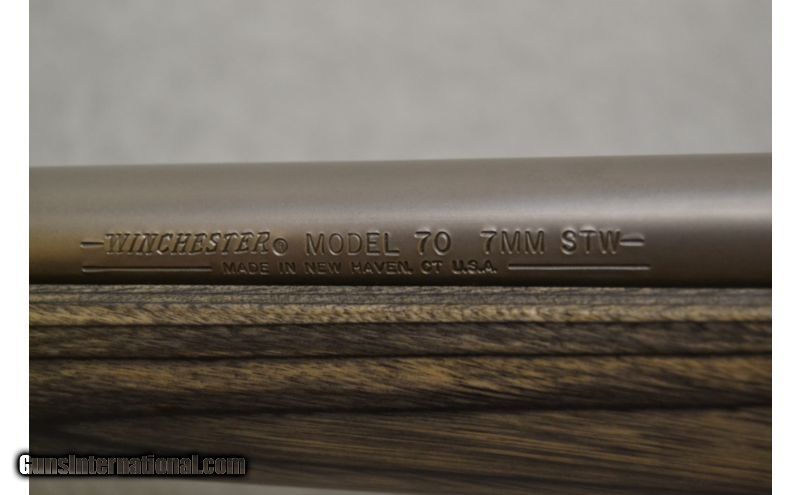 -WINCHESTER® MODEL 70 7MM STW-
MADE IN NEW HAVEN, CT U.S.A.
GunsInternational.com